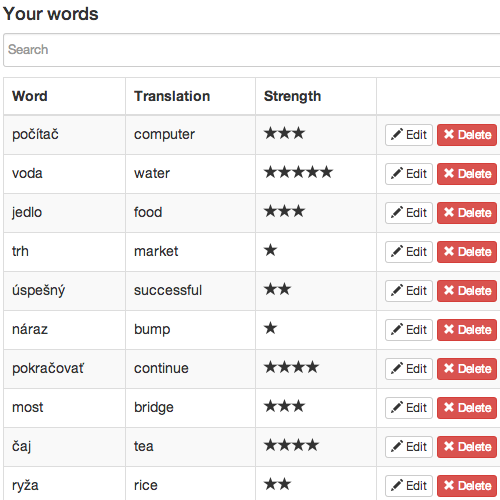 Your words
Search
Word Translation Strength
počítač computer ★★★ Edit Delete
voda water ★★★★★ Edit Delete
jedlo food ★★★ Edit Delete
trh market ★ Edit Delete
úspešný successful ★★ Edit Delete
náraz bump ★ Edit Delete
pokračovať continue ★★★★ Edit Delete
most bridge ★★★ Edit Delete
čaj tea ★★★★ Edit Delete
ryža rice ★★ Edit Delete